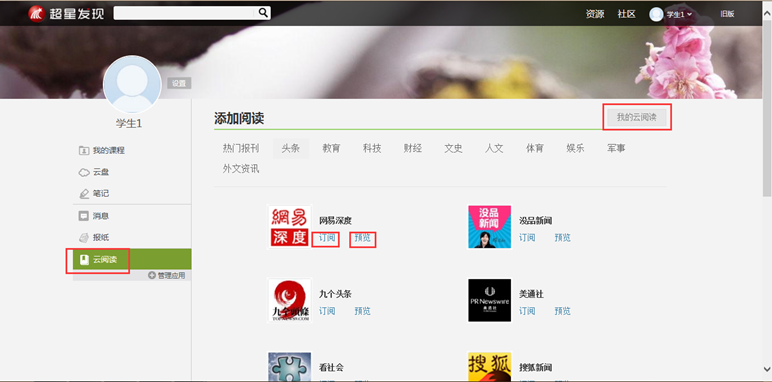 超星发现
资源 社区 学生1 旧版
设置
学生1
我的课程
云盘
笔记
消息
报纸
云阅读
管理应用
添加阅读 我的云阅读
热门报刊 头条 教育 科技 财经 文史 人文 体育 娱乐 军事
外文资讯
網易
深度
网易深度
订阅 预览
没品
新闻
没品新闻
订阅 预览
九个頭條
九个头条
订阅 预览
PR Newswire
美通社
美通社
订阅 预览
看社会
搜狐
搜狐新闻